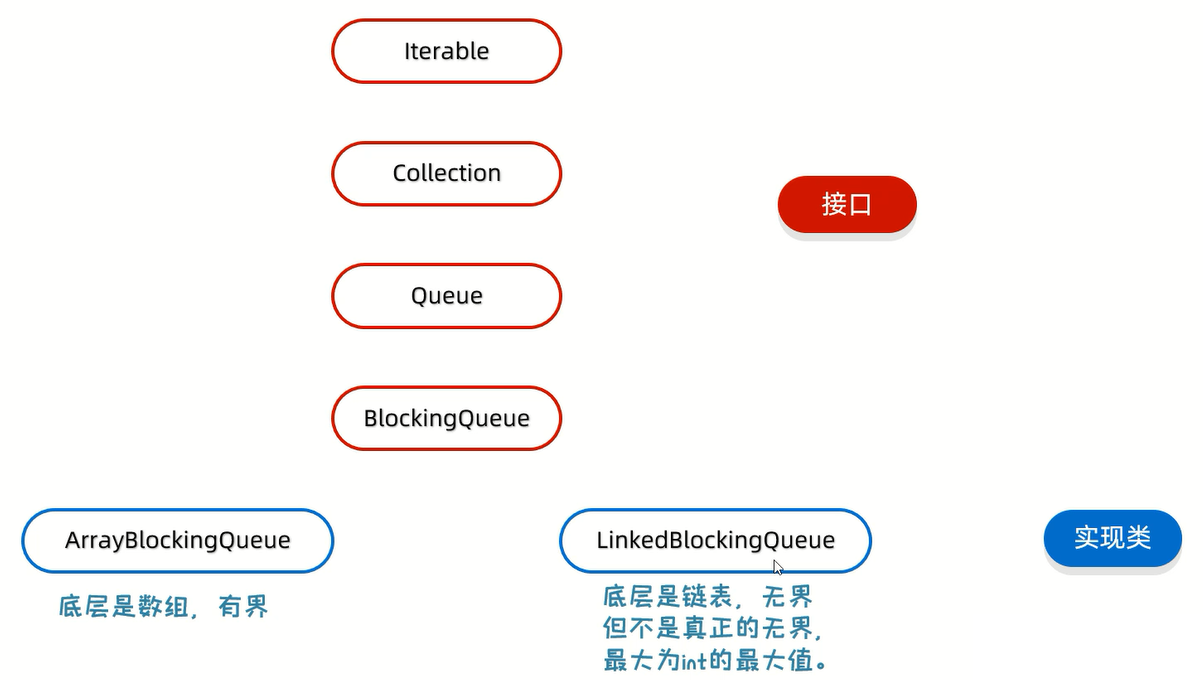 Iterable
Collection
接口
Queue
BlockingQueue
ArrayBlockingQueue
LinkedBlockingQueue
实现类
底层是数组，有界
底层是链表，无界
但不是真正的无界，
最大为int的最大值。